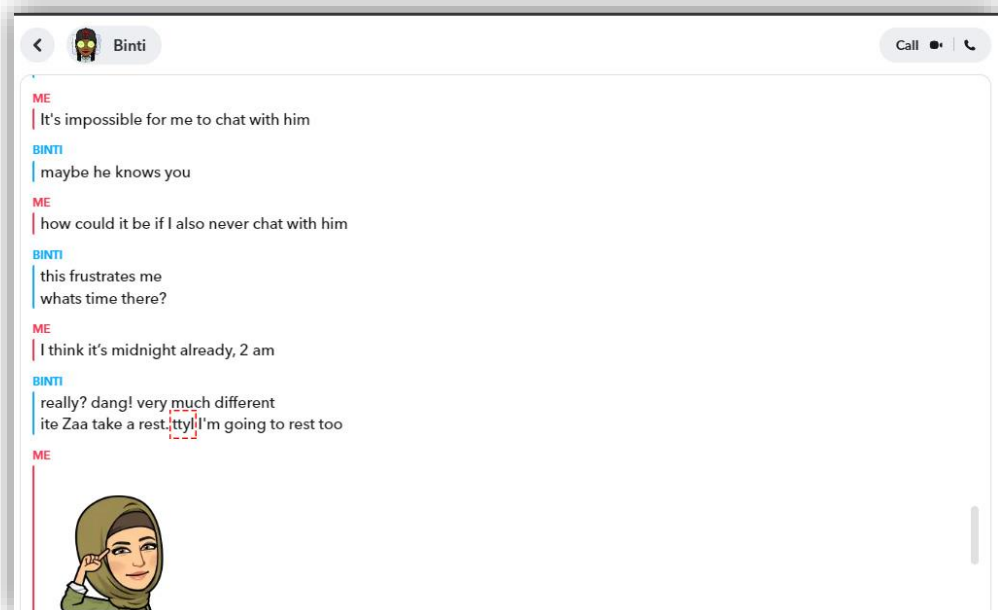 Binti
Call
ME
It's impossible for me to chat with him
BINTI
maybe he knows you
ME
how could it be if I also never chat with him
BINTI
this frustrates me
whats time there?
ME
I think it's midnight already, 2 am
BINTI
really? dang! very much different
ite Zaa take a rest. ttyl I'm going to rest too
ME